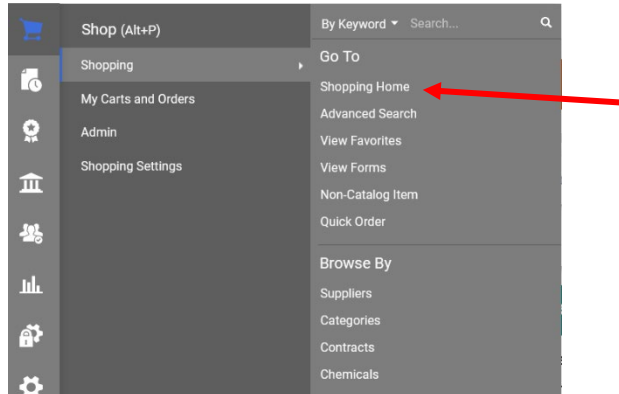 Shop (Alt+P)
Shopping
My Carts and Orders
Admin
Shopping Settings
By Keyword Search...
Go To
Shopping Home
Advanced Search
View Favorites
View Forms
Non-Catalog Item
Quick Order
Browse By
Suppliers
Categories
Contracts
Chemicals